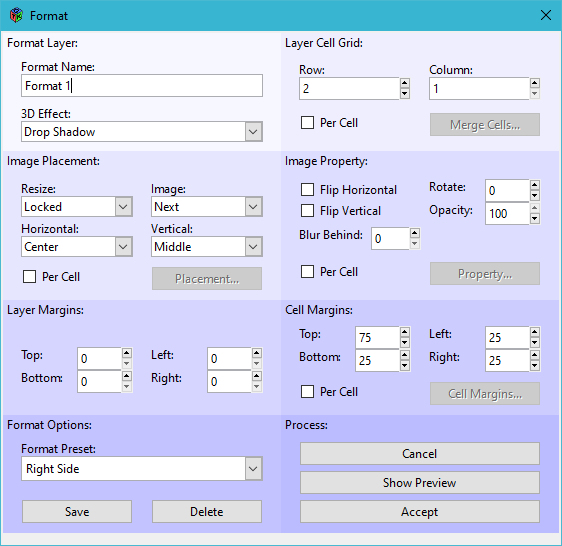 Format
Format Layer:
Format Name:
Format 1
3D Effect:
Drop Shadow
Layer Cell Grid:
Row: Column:
2 1
Per Cell Merge Cells...
Image Placement:
Resize: Image:
Locked Next
Horizontal: Vertical:
Center Middle
Per Cell Placement...
Image Property:
Flip Horizontal Rotate: 0
Flip Vertical Opacity: 100
Blur Behind: 0
Per Cell Property...
Layer Margins:
Top: 0 Left: 0
Bottom: 0 Right: 0
Cell Margins:
Top: 75 Left: 25
Bottom: 25 Right: 25
Per Cell Cell Margins...
Format Options:
Format Preset:
Right Side
Save Delete
Process:
Cancel
Show Preview
Accept